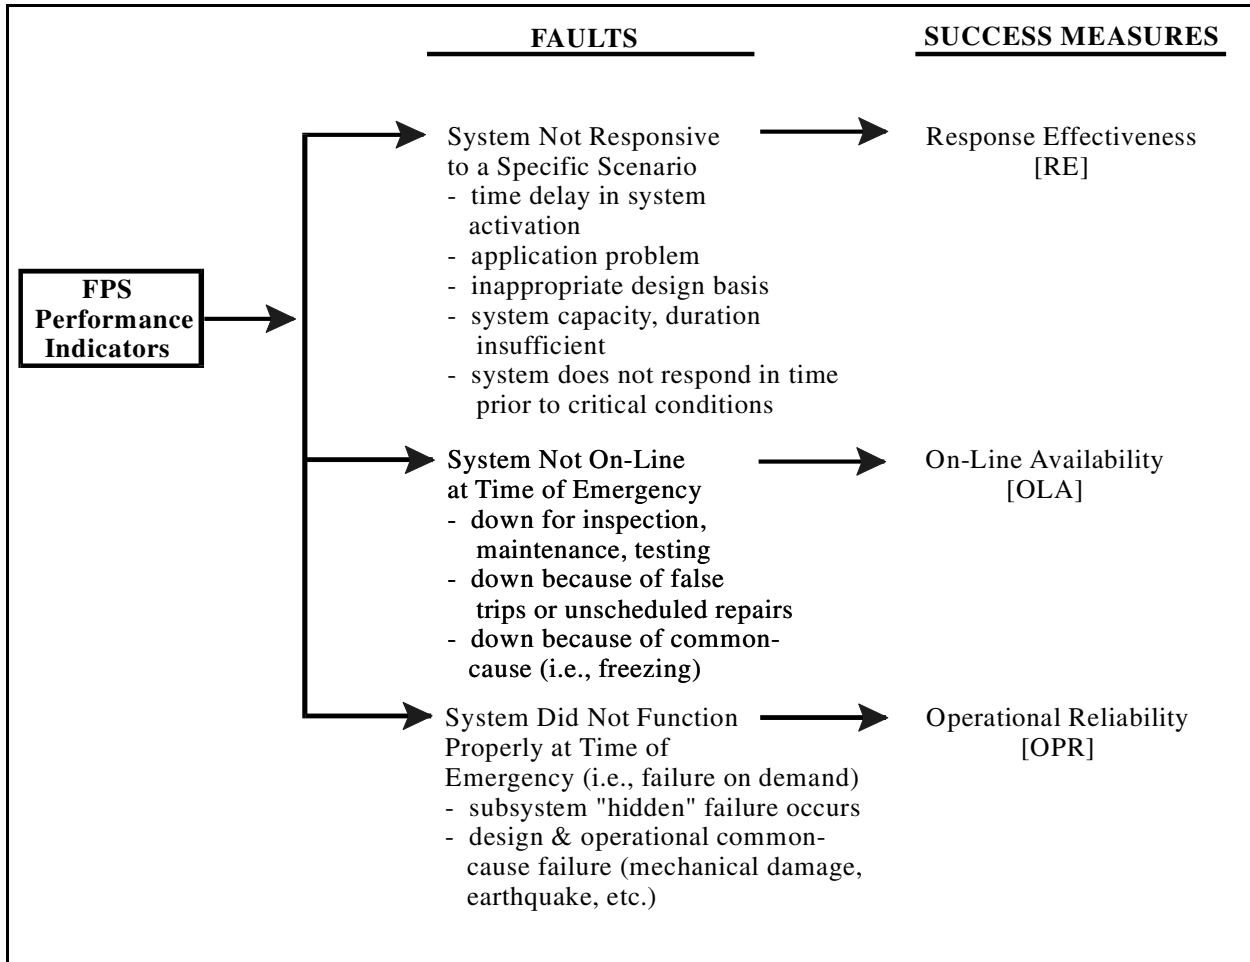 FAULTS
SUCCESS MEASURES
FPS
Performance
Indicators
System Not Responsive
to a Specific Scenario
- time delay in system
activation
- application problem
- inappropriate design basis
- system capacity, duration
insufficient
- system does not respond in time
prior to critical conditions
Response Effectiveness
[RE]
System Not On-Line
at Time of Emergency
- down for inspection,
maintenance, testing
- down because of false
trips or unscheduled repairs
- down because of common-
cause (i.e., freezing)
On-Line Availability
[OLA]
System Did Not Function
Properly at Time of
Emergency (i.e., failure on demand)
- subsystem "hidden" failure occurs
- design & operational common-
cause failure (mechanical damage,
earthquake, etc.)
Operational Reliability
[OPR]